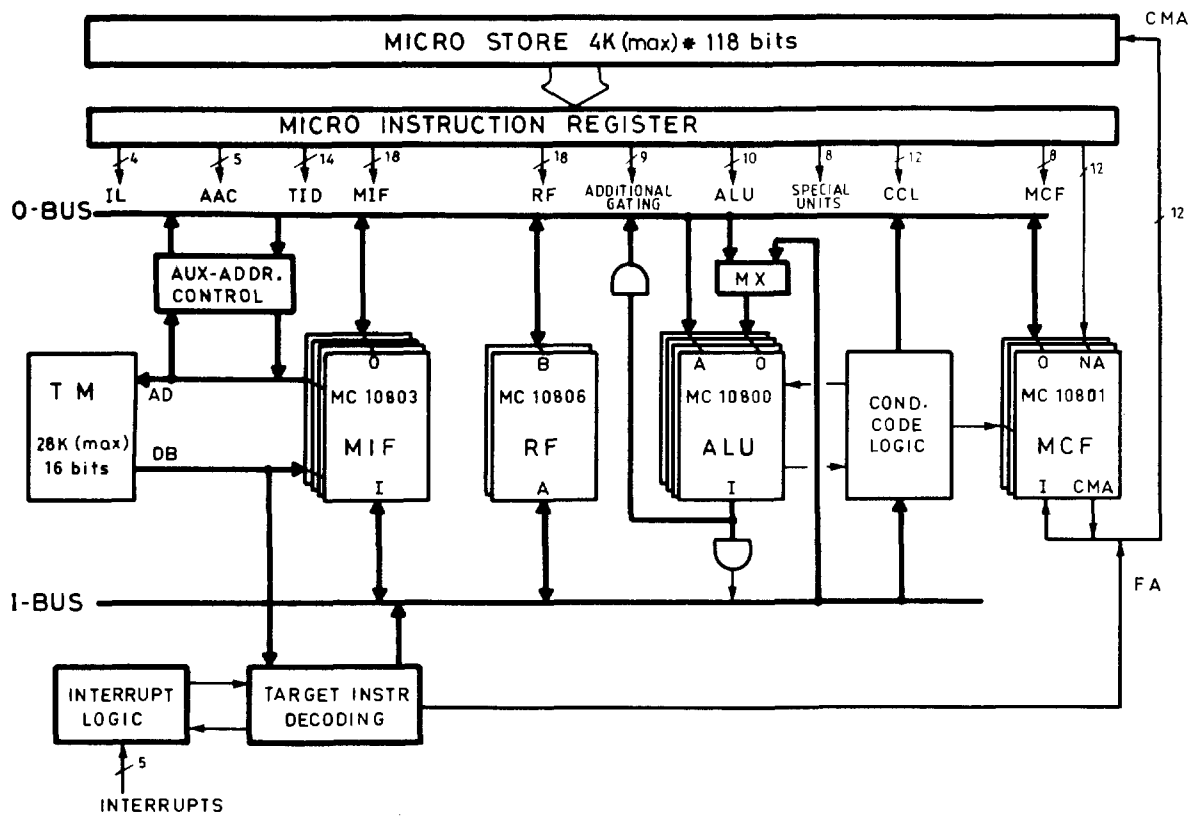 CMA
MICRO STORE 4K (max) * 118 bits
MICRO INSTRUCTION REGISTER
4 5 14 18 18 9 10 8 12 8 12
IL AAC TID MIF RF ADDITIONAL GATING ALU SPECIAL UNITS CCL MCF
12
O-BUS
AUX-ADDR.
CONTROL
MX
TM
28K (max)
16 bits
AD
DB
O
MC 10803
MIF
I
B
MC 10806
RF
A
A O
MC 10800
ALU
I
COND.
CODE
LOGIC
O NA
MC 10801
MCF
I CMA
FA
I-BUS
INTERRUPT
LOGIC
TARGET INSTR
DECODING
5
INTERRUPTS